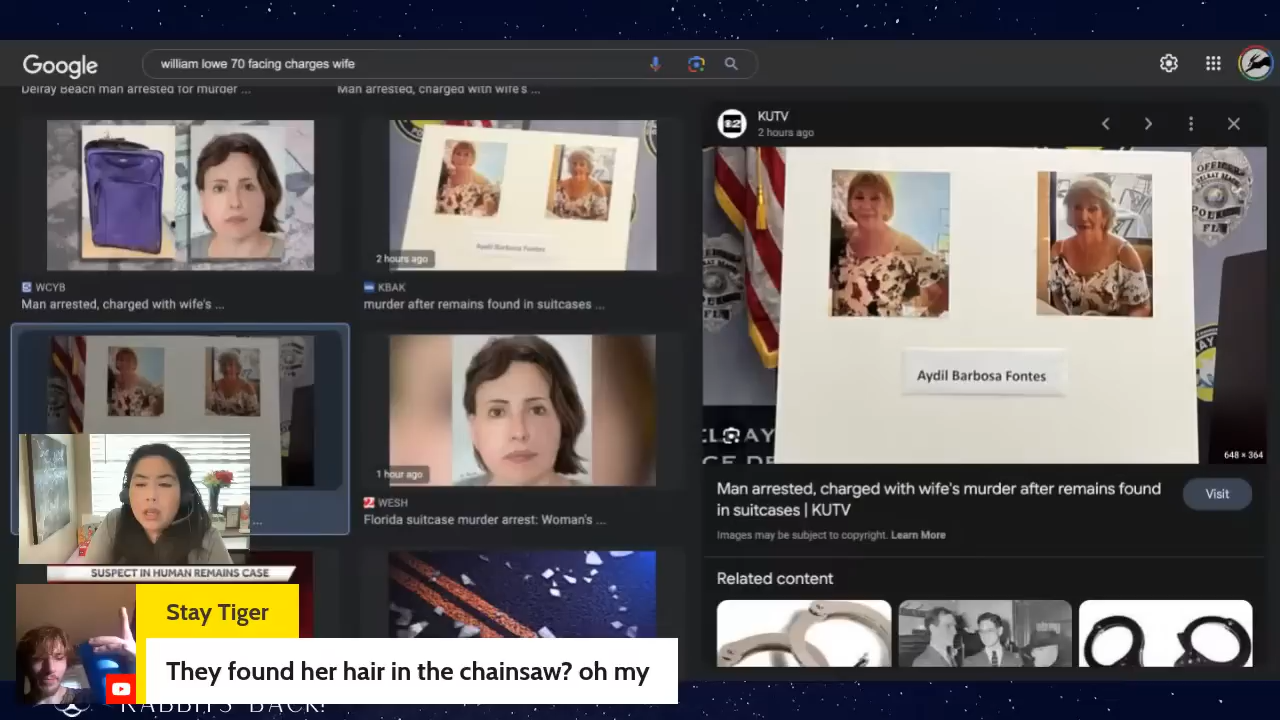 Google
william lowe 70 facing charges wife
Delray Beach man arrested for murder ...
Man arrested, charged with wife's ...
KUTV
2 hours ago
2 hours ago
Aydil Barbosa Fontes
WCYB
Man arrested, charged with wife's ...
KBAK
murder after remains found in suitcases ...
Aydil Barbosa Fontes
648 × 364
1 hour ago
WESH
Florida suitcase murder arrest: Woman's ...
Man arrested, charged with wife's murder after remains found
in suitcases | KUTV
Visit
Images may be subject to copyright. Learn More
Related content
SUSPECT IN HUMAN REMAINS CASE
Stay Tiger
They found her hair in the chainsaw? oh my
RABBITS BACK!